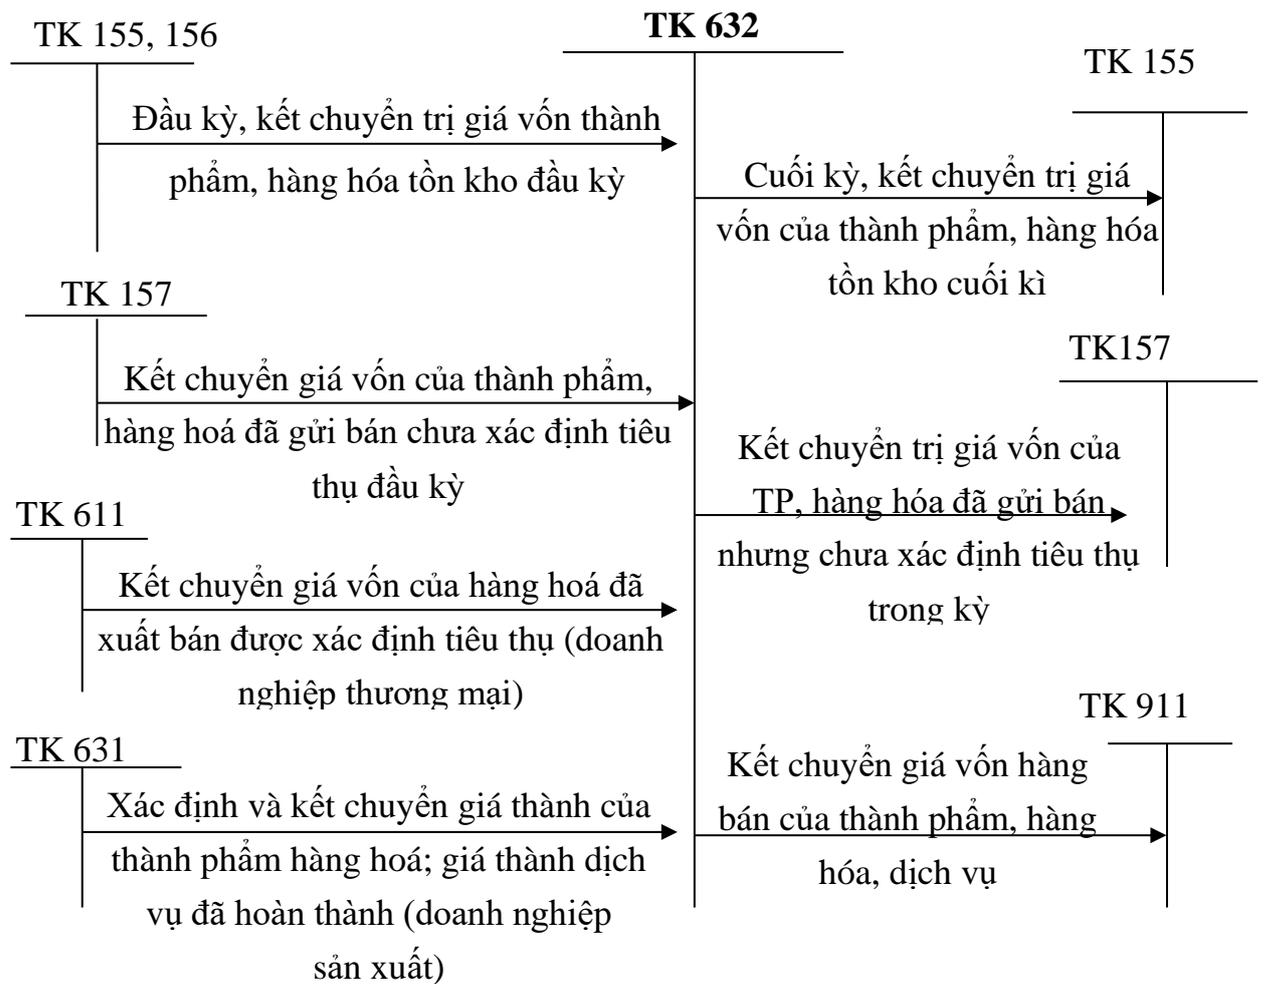 TK 155, 156
Đầu kỳ, kết chuyển trị giá vốn thành
phẩm, hàng hóa tồn kho đầu kỳ
TK 157
Kết chuyển giá vốn của thành phẩm,
hàng hoá đã gửi bán chưa xác định tiêu
thụ đầu kỳ
TK 611
Kết chuyển giá vốn của hàng hoá đã
xuất bán được xác định tiêu thụ (doanh
nghiệp thương mại)
TK 631
Xác định và kết chuyển giá thành của
thành phẩm hàng hoá; giá thành dịch
vụ đã hoàn thành (doanh nghiệp
sản xuất)
TK 632
TK 155
Cuối kỳ, kết chuyển trị giá
vốn của thành phẩm, hàng hóa
tồn kho cuối kì
TK157
Kết chuyển trị giá vốn của
TP, hàng hóa đã gửi bán
nhưng chưa xác định tiêu thụ
trong kỳ
TK 911
Kết chuyển giá vốn hàng
bán của thành phẩm, hàng
hóa, dịch vụ